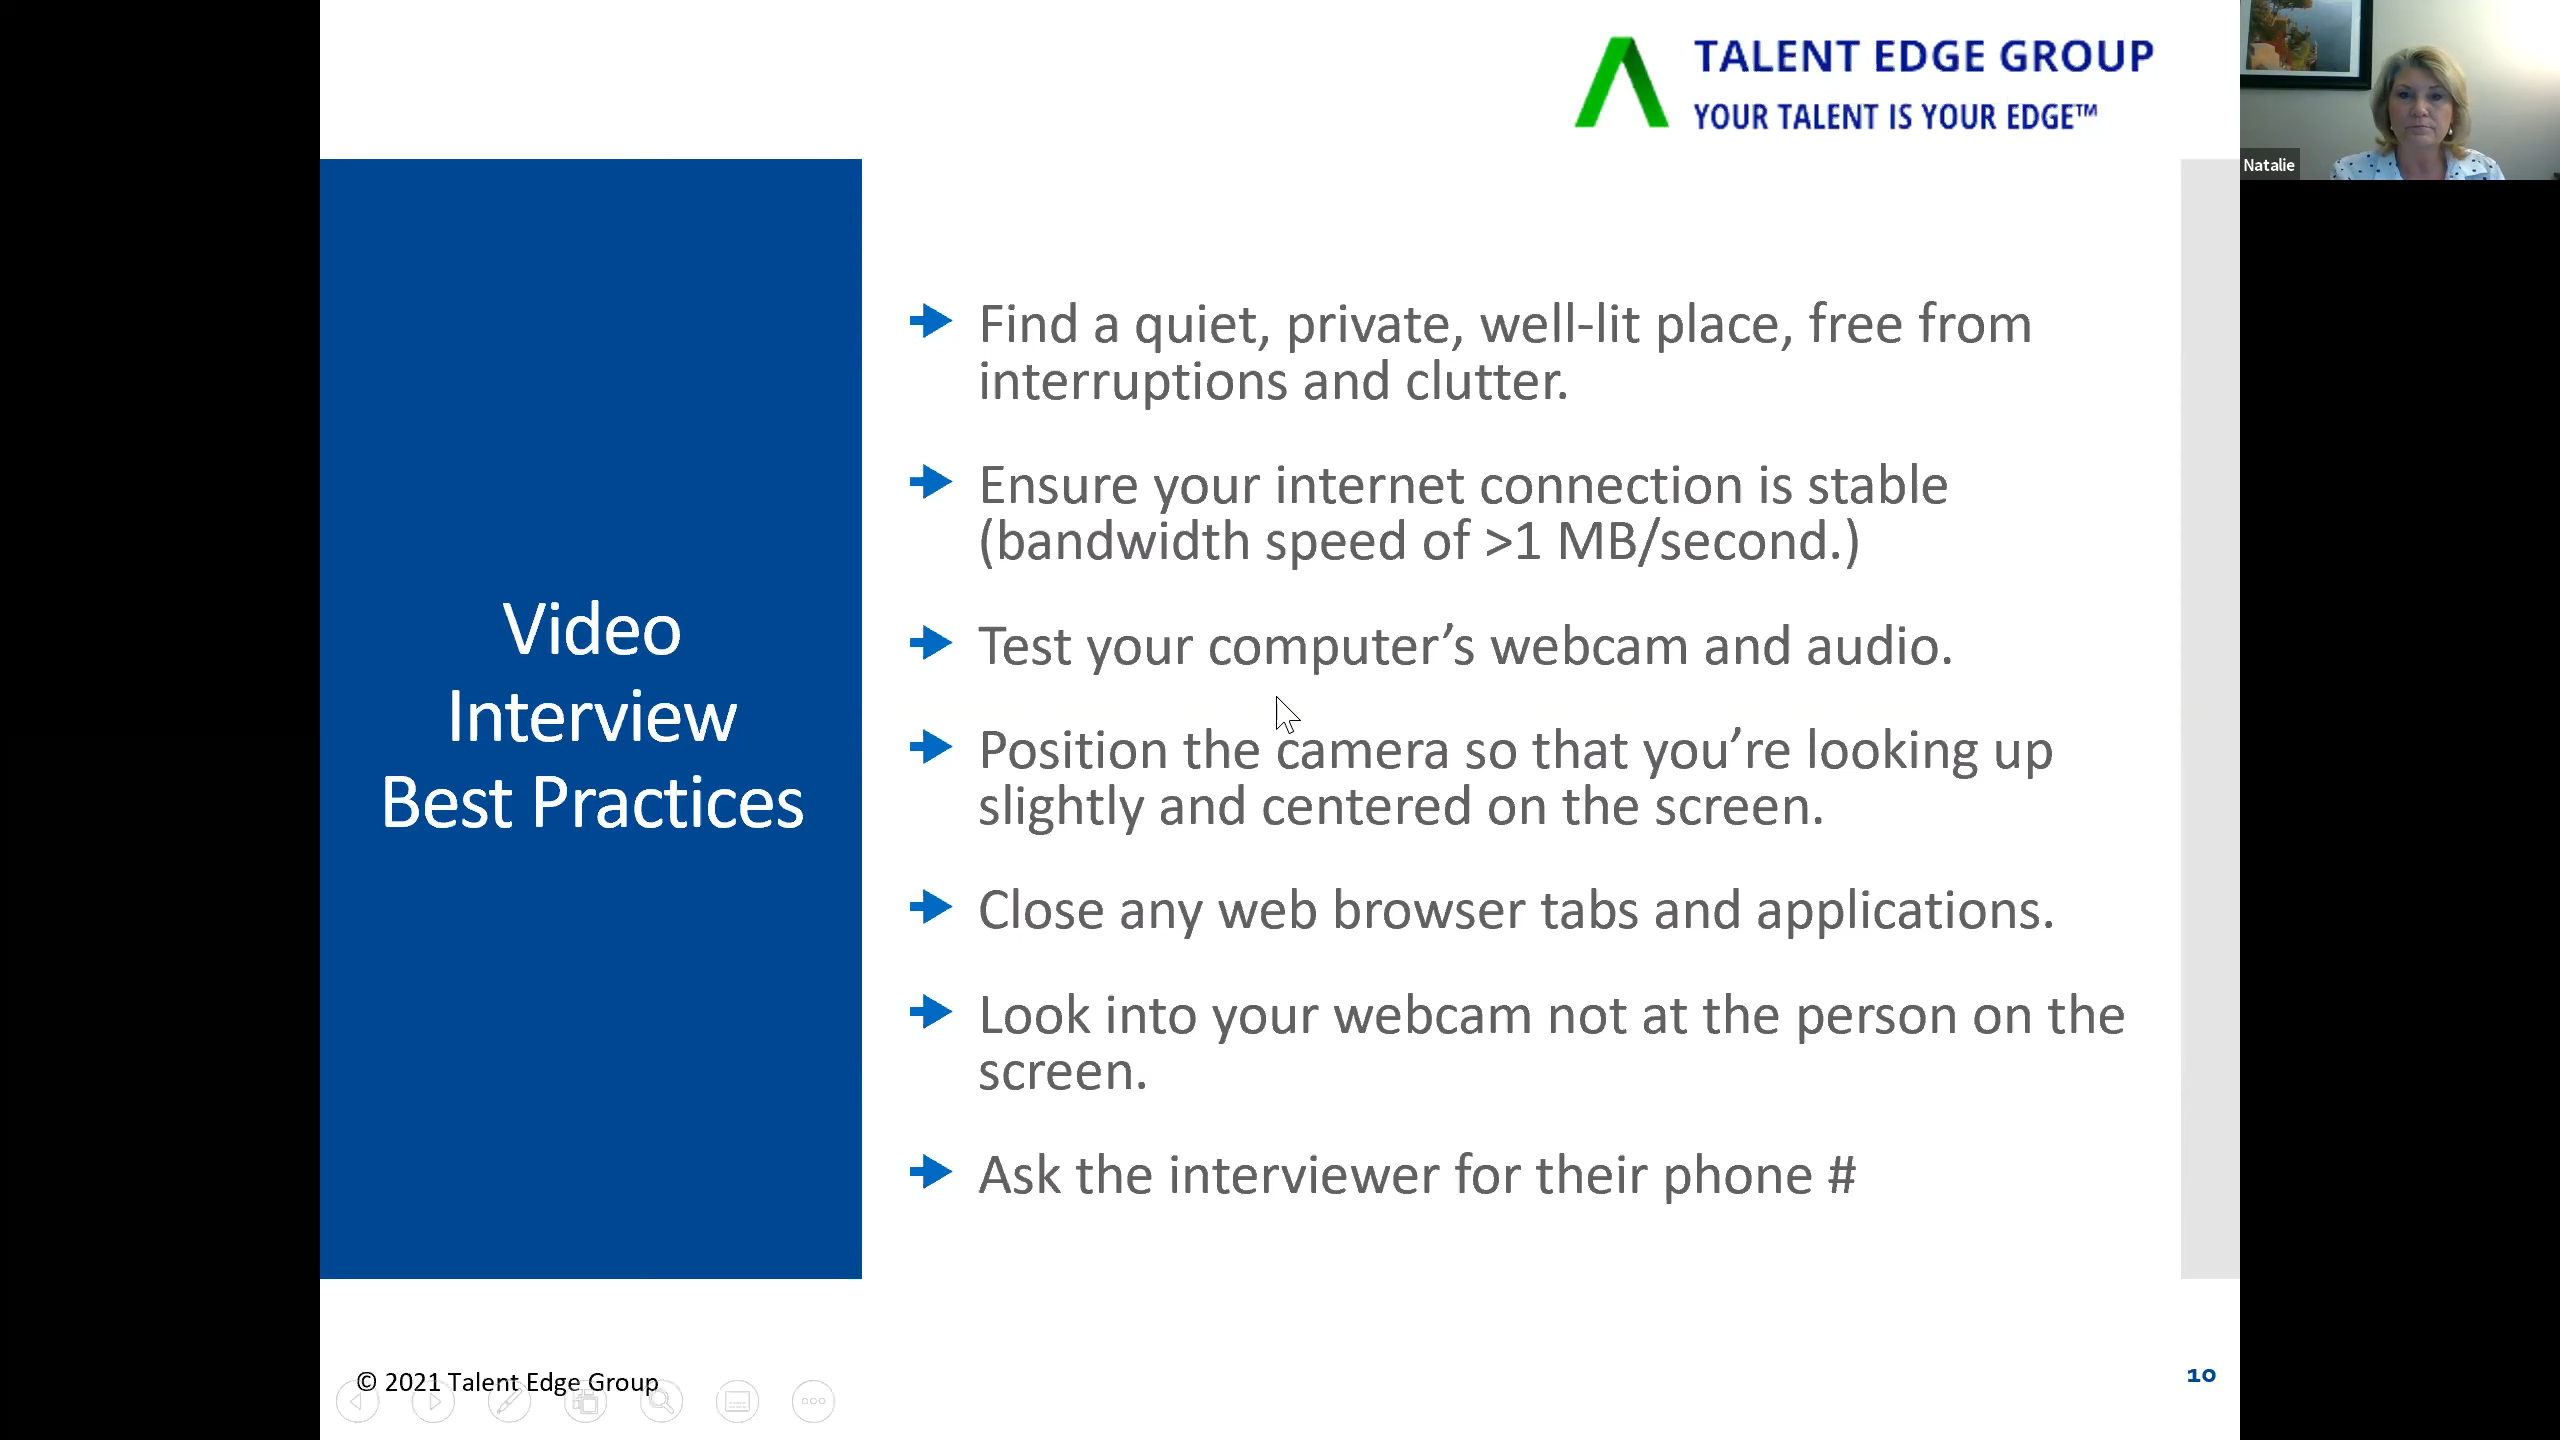 TALENT EDGE GROUP
YOUR TALENT IS YOUR EDGE™
Natalie
Video
Interview
Best Practices
Find a quiet, private, well-lit place, free from
interruptions and clutter.
Ensure your internet connection is stable
(bandwidth speed of >1 MB/second.)
Test your computer’s webcam and audio.
Position the camera so that you’re looking up
slightly and centered on the screen.
Close any web browser tabs and applications.
Look into your webcam not at the person on the
screen.
Ask the interviewer for their phone #
© 2021 Talent Edge Group
10